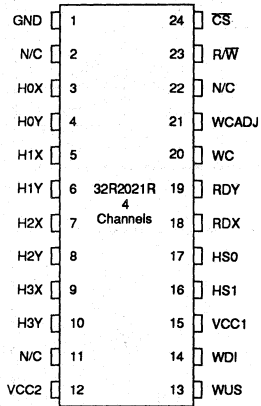 GND 1 24 C̅S̅
N/C 2 23 R/W̅
H0X 3 22 N/C
H0Y 4 21 WCADJ
H1X 5 20 WC
H1Y 6 32R2021R 19 RDY
4
H2X 7 Channels 18 RDX
H2Y 8 17 HS0
H3X 9 16 HS1
H3Y 10 15 VCC1
N/C 11 14 WDI
VCC2 12 13 WUS